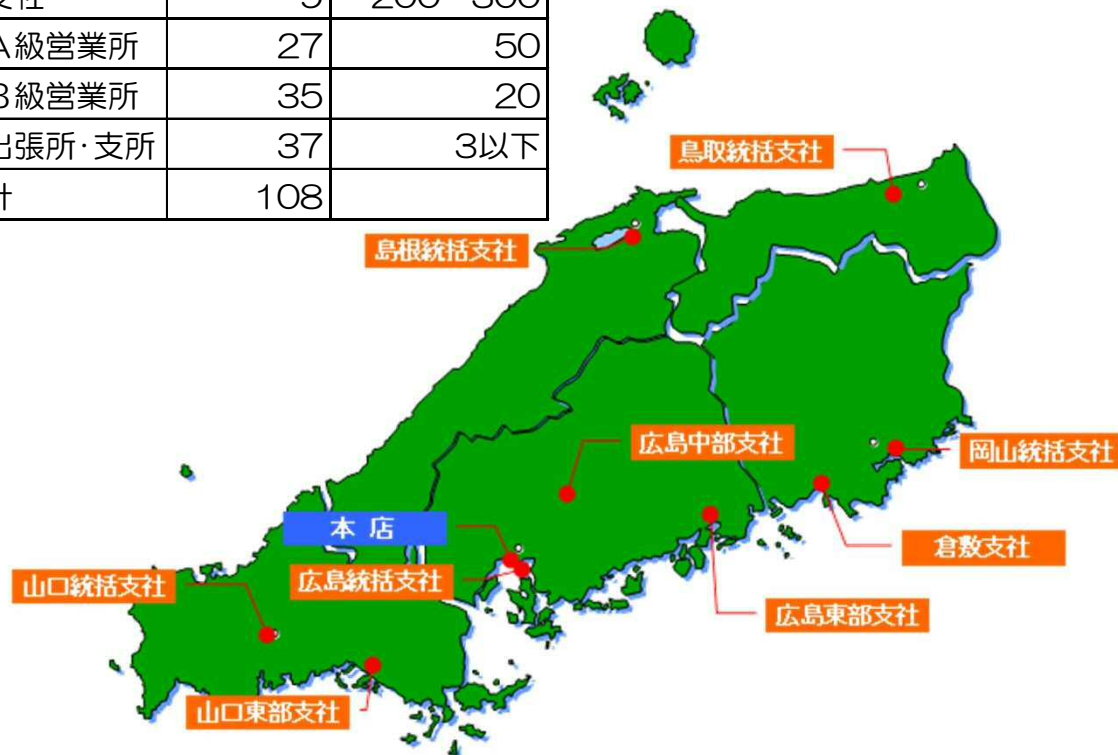 A級営業所 27 50
B級営業所 35 20
出張所・支所 37 3以下
計 108
鳥取統括支社
島根統括支社
広島中部支社
岡山統括支社
本店
倉敷支社
広島統括支社
山口統括支社
広島東部支社
山口東部支社